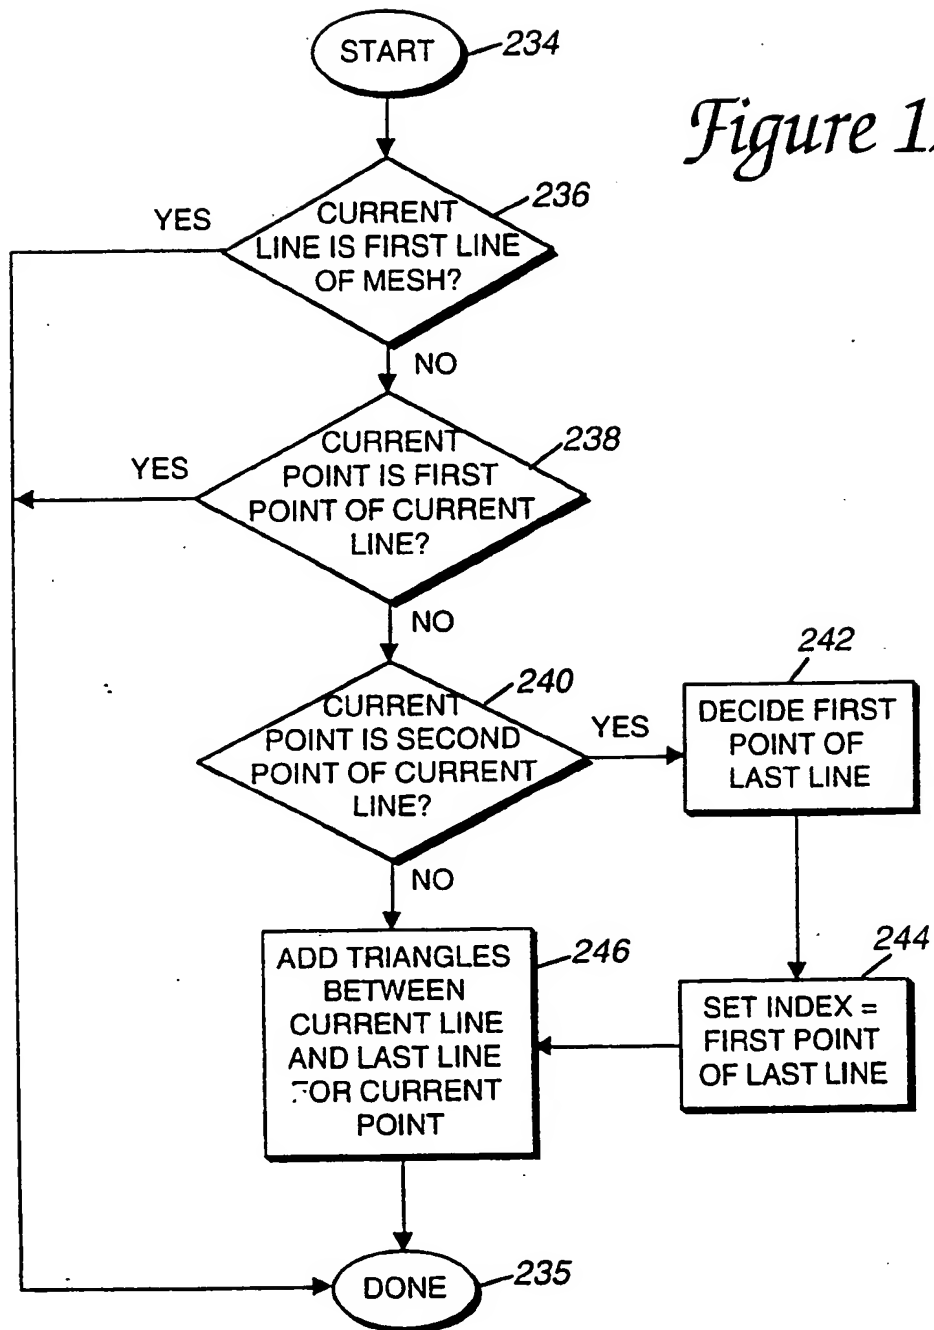 START
234
Figure 1
236
YES
CURRENT
LINE IS FIRST LINE
OF MESH?
NO
238
YES
CURRENT
POINT IS FIRST
POINT OF CURRENT
LINE?
NO
240
CURRENT
POINT IS SECOND
POINT OF CURRENT
LINE?
YES
242
DECIDE FIRST
POINT OF
LAST LINE
NO
246
ADD TRIANGLES
BETWEEN
CURRENT LINE
AND LAST LINE
FOR CURRENT
POINT
244
SET INDEX =
FIRST POINT
OF LAST LINE
DONE
235